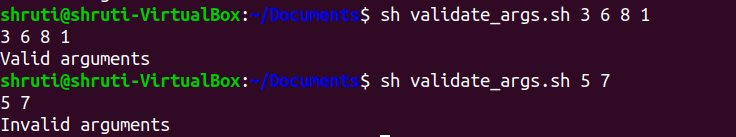 shruti@shruti-VirtualBox:~/Documents$ sh validate_args.sh 3 6 8 1
3 6 8 1
Valid arguments
shruti@shruti-VirtualBox:~/Documents$ sh validate_args.sh 5 7
5 7
Invalid arguments